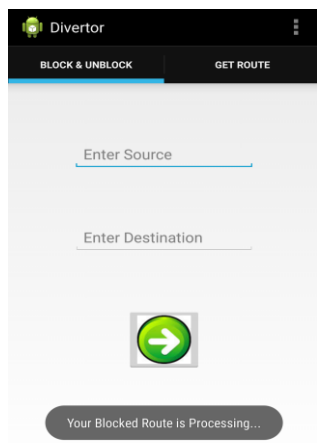 Divertor
BLOCK & UNBLOCK GET ROUTE
Enter Source
Enter Destination
Your Blocked Route is Processing...